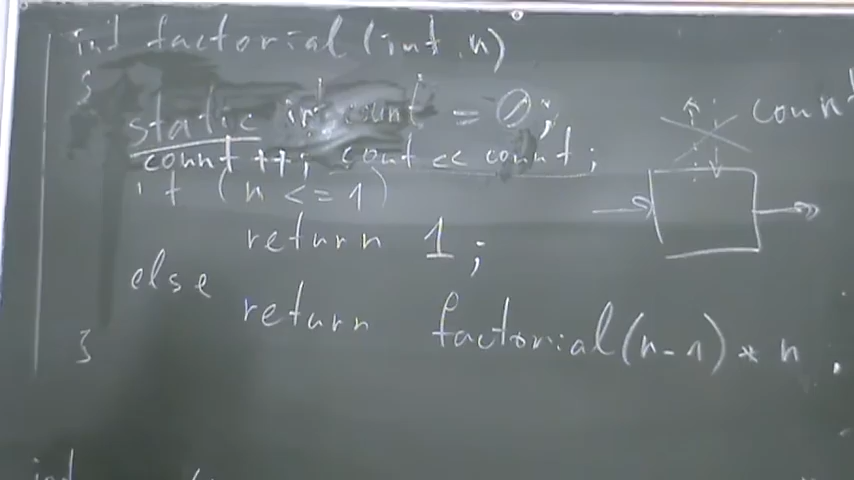 int factorial (int n)
{
static int count = 0;
count ++; cout << count;
if (n <= 1)
return 1;
else
return factorial (n-1) * n
}
count
int